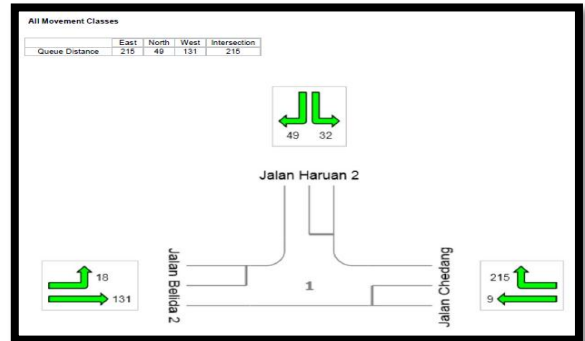 All Movement Classes
East North West Intersection
Queue Distance 215 49 131 215
49 32
Jalan Haruan 2
Jalan Belida 2
18
131
1
Jalan Chedang
215
9